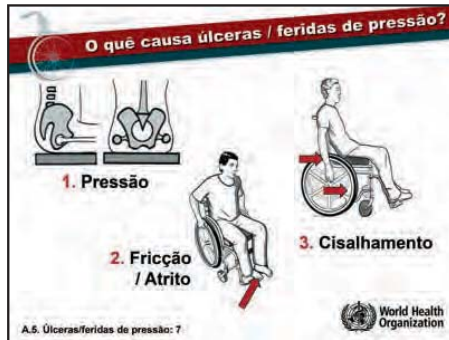 O quê causa úlceras / feridas de pressão?
1. Pressão
2. Fricção
/ Atrito
3. Cisalhamento
A.5. Úlceras/feridas de pressão: 7
World Health
Organization